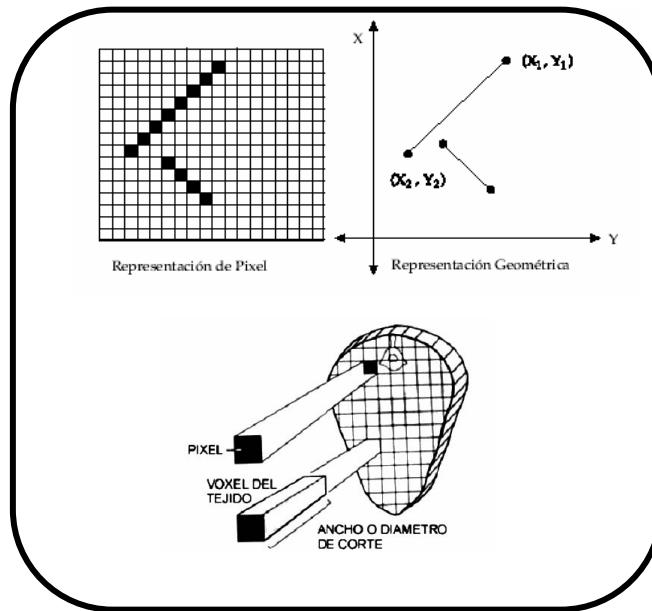 X
(X₁, Y₁)
(X₂, Y₂)
Y
Representación de Pixel
Representación Geométrica
PIXEL
VOXEL DEL
TEJIDO
ANCHO O DIAMETRO
DE CORTE